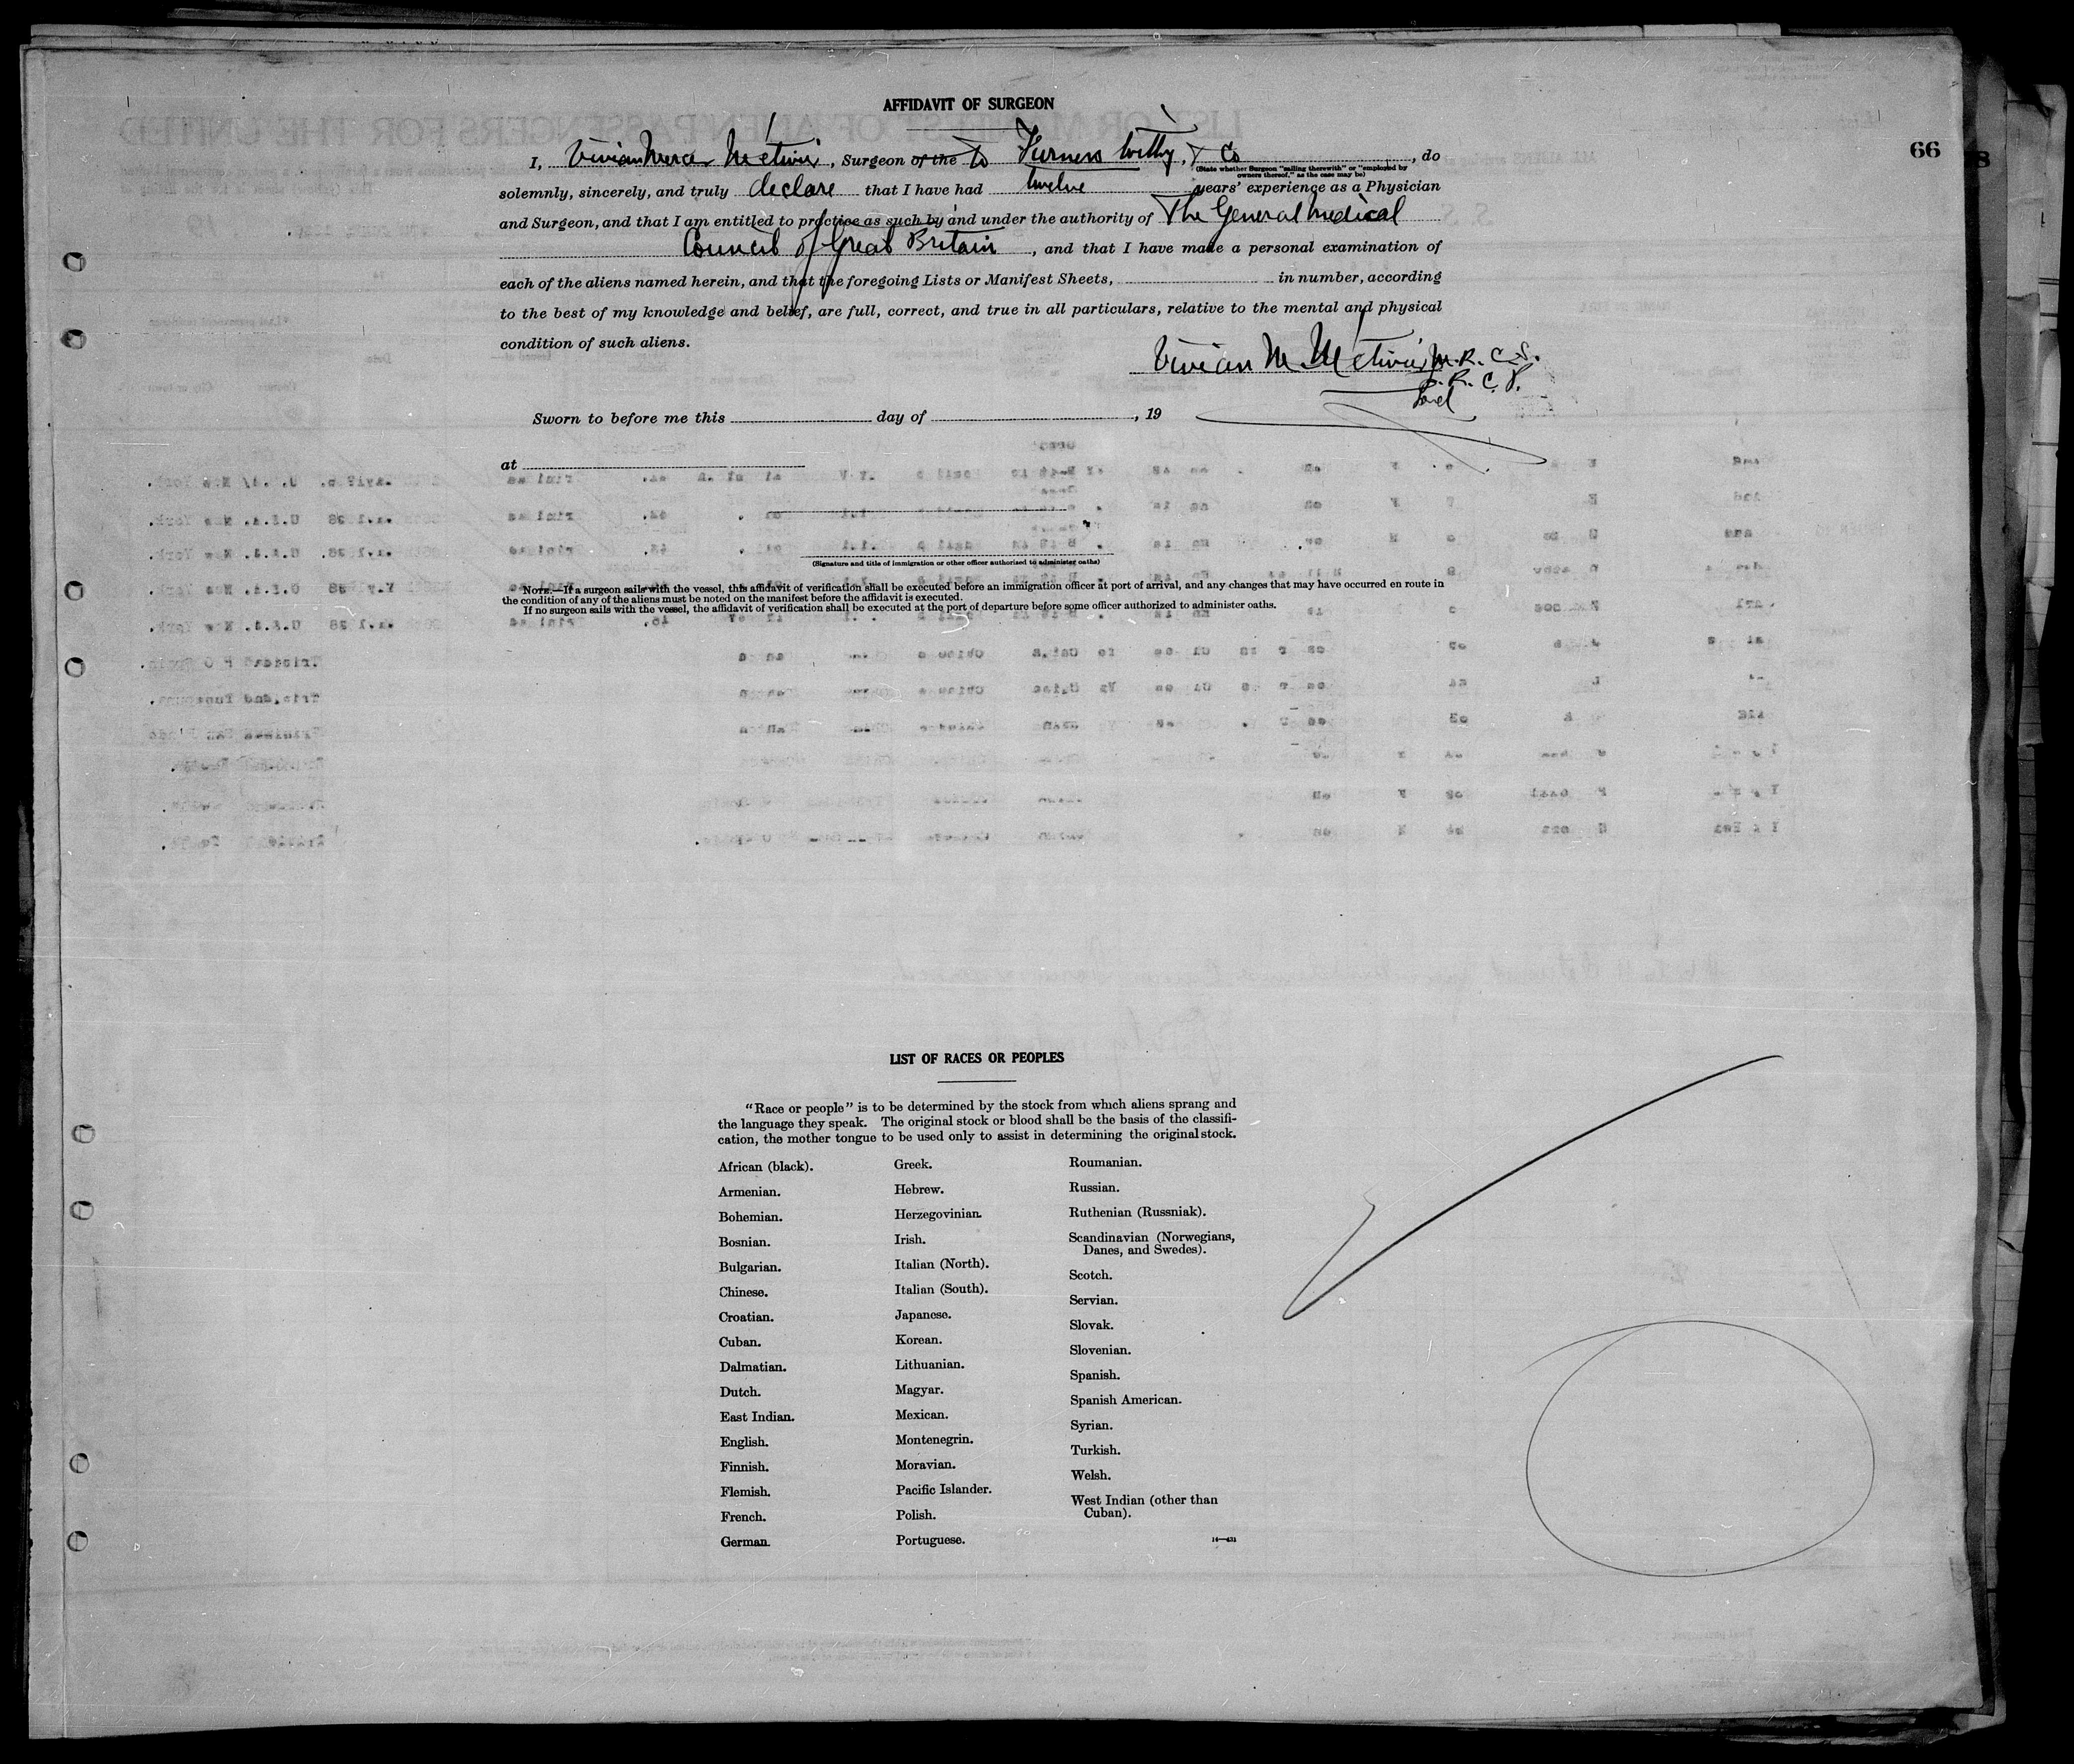 AFFIDAVIT OF SURGEON
66
I, Vivian Mercer Metivier, Surgeon of the to Furness Withy, & Co, do
(State whether Surgeon "sailing therewith" or "employed by
owners thereof," as the case may be)
solemnly, sincerely, and truly declare that I have had twelve years' experience as a Physician
and Surgeon, and that I am entitled to practice as such by and under the authority of The General Medical
Council of Great Britain, and that I have made a personal examination of
each of the aliens named herein, and that the foregoing Lists or Manifest Sheets, in number, according
to the best of my knowledge and belief, are full, correct, and true in all particulars, relative to the mental and physical
condition of such aliens.
Vivian M Metivier M.R.C.S.
L.R.C.P.
Lond
Sworn to before me this day of , 19
at
(Signature and title of immigration or other officer authorized to administer oaths)
NOTE.—If a surgeon sails with the vessel, this affidavit of verification shall be executed before an immigration officer at port of arrival, and any changes that may have occurred en route in
the condition of any of the aliens must be noted on the manifest before the affidavit is executed.
If no surgeon sails with the vessel, the affidavit of verification shall be executed at the port of departure before some officer authorized to administer oaths.
LIST OF RACES OR PEOPLES
"Race or people" is to be determined by the stock from which aliens sprang and
the language they speak. The original stock or blood shall be the basis of the classifi-
cation, the mother tongue to be used only to assist in determining the original stock.
African (black).
Armenian.
Bohemian.
Bosnian.
Bulgarian.
Chinese.
Croatian.
Cuban.
Dalmatian.
Dutch.
East Indian.
English.
Finnish.
Flemish.
French.
German.
Greek.
Hebrew.
Herzegovinian.
Irish.
Italian (North).
Italian (South).
Japanese.
Korean.
Lithuanian.
Magyar.
Mexican.
Montenegrin.
Moravian.
Pacific Islander.
Polish.
Portuguese.
Roumanian.
Russian.
Ruthenian (Russniak).
Scandinavian (Norwegians,
Danes, and Swedes).
Scotch.
Servian.
Slovak.
Slovenian.
Spanish.
Spanish American.
Syrian.
Turkish.
Welsh.
West Indian (other than
Cuban).
14—431